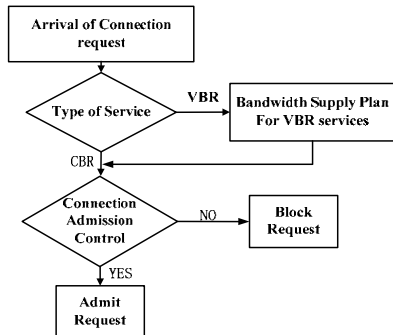 Arrival of Connection
request
Type of Service
VBR
Bandwidth Supply Plan
For VBR services
CBR
Connection
Admission
Control
NO
Block
Request
YES
Admit
Request